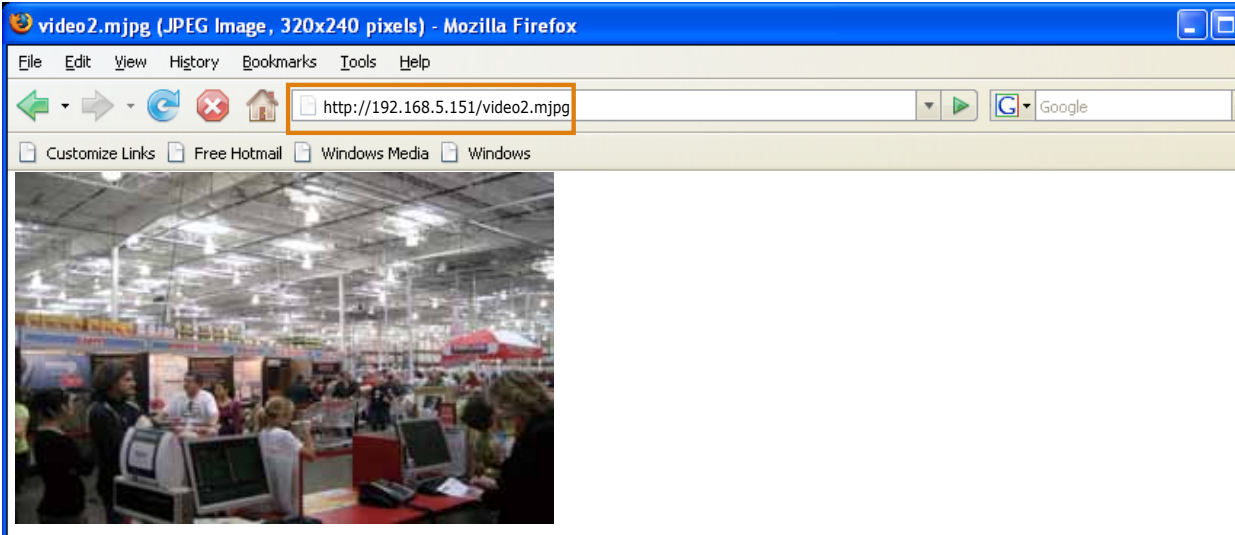 video2.mjpg (JPEG Image, 320x240 pixels) - Mozilla Firefox
File Edit View History Bookmarks Tools Help
http://192.168.5.151/video2.mjpg G Google
Customize Links Free Hotmail Windows Media Windows